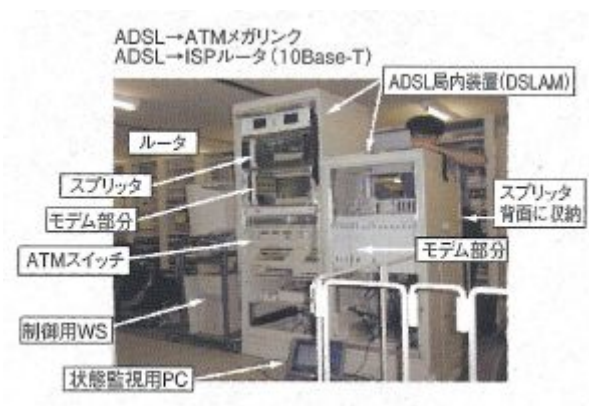 ADSL→ATMメガリンク
ADSL→ISPルータ(10Base-T)
ADSL局内装置(DSLAM)
ルータ
スプリッタ
モデム部分
ATMスイッチ
制御用WS
状態監視用PC
スプリッタ
背面に収納
モデム部分